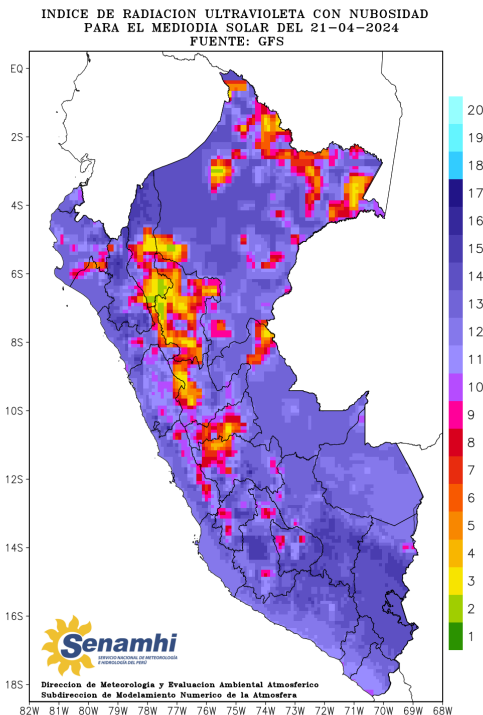 INDICE DE RADIACION ULTRAVIOLETA CON NUBOSIDAD
PARA EL MEDIODIA SOLAR DEL 21-04-2024
FUENTE: GFS
EQ
2S
4S
6S
8S
10S
12S
14S
16S
18S
20
19
18
17
16
15
14
13
12
11
10
9
8
7
6
5
4
3
2
1
Senamhi
SERVICIO NACIONAL DE METEOROLOGÍA
E HIDROLOGÍA DEL PERÚ
Direccion de Meteorologia y Evaluacion Ambiental Atmosferico
Subdireccion de Modelamiento Numerico de la Atmosfera
82W 81W 80W 79W 78W 77W 76W 75W 74W 73W 72W 71W 70W 69W 68W